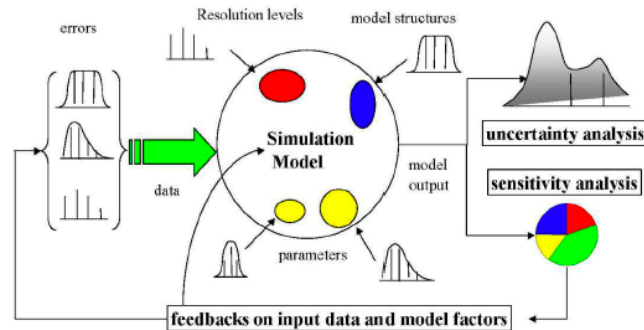 errors
Resolution levels
model structures
Simulation
Model
data
model
output
uncertainty analysis
sensitivity analysis
parameters
feedbacks on input data and model factors